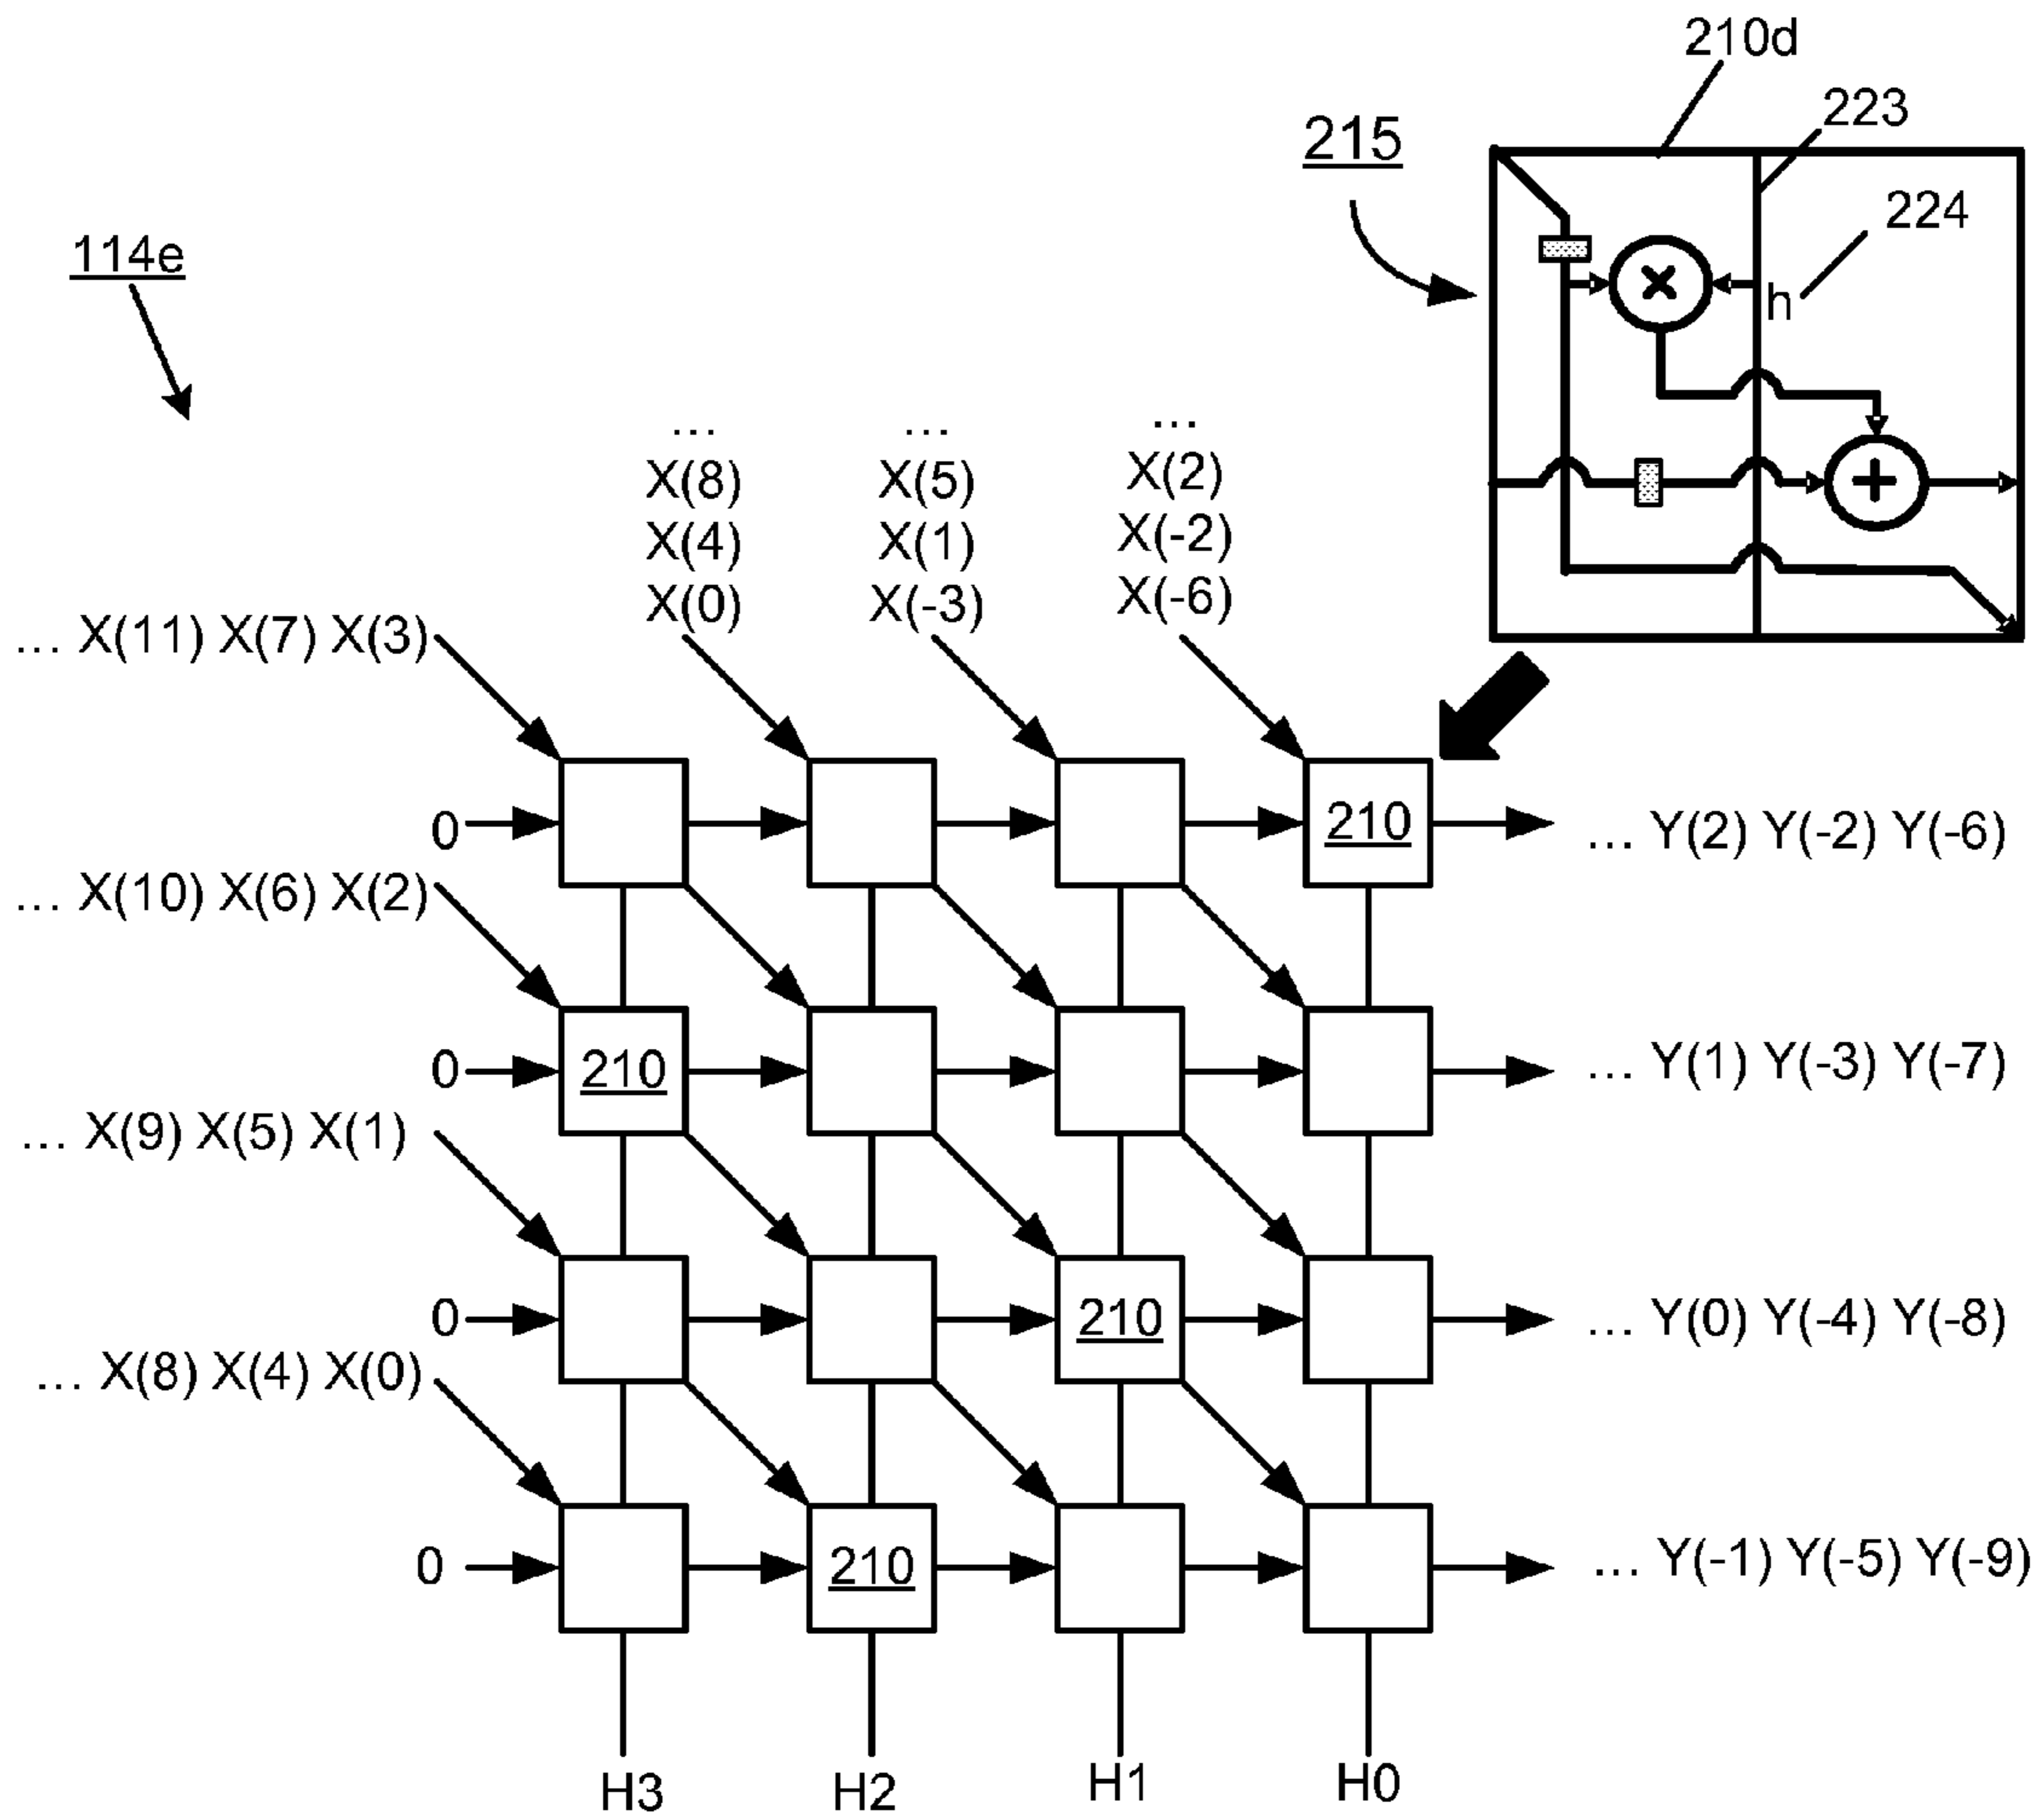 210d
223
215
224
114e
h
... ... ...
X(8) X(5) X(2)
X(4) X(1) X(-2)
X(0) X(-3) X(-6)
... X(11) X(7) X(3)
0 210 ... Y(2) Y(-2) Y(-6)
... X(10) X(6) X(2)
0 210 ... Y(1) Y(-3) Y(-7)
... X(9) X(5) X(1)
0 210 ... Y(0) Y(-4) Y(-8)
... X(8) X(4) X(0)
0 210 ... Y(-1) Y(-5) Y(-9)
H3 H2 H1 H0